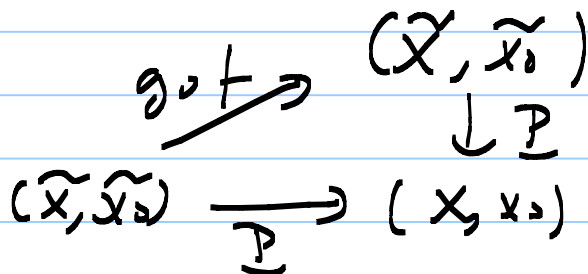 (X̃, x̃₀)
g∘f
P
(X̃, x̃₀) (X, x₀)
P